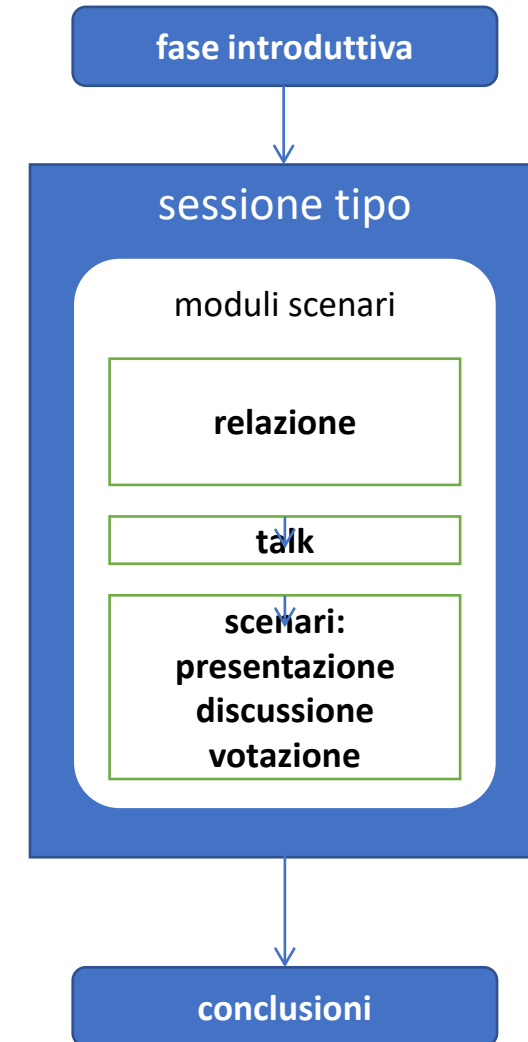 fase introduttiva
sessione tipo
moduli scenari
relazione
talk
scenari:
presentazione
discussione
votazione
conclusioni